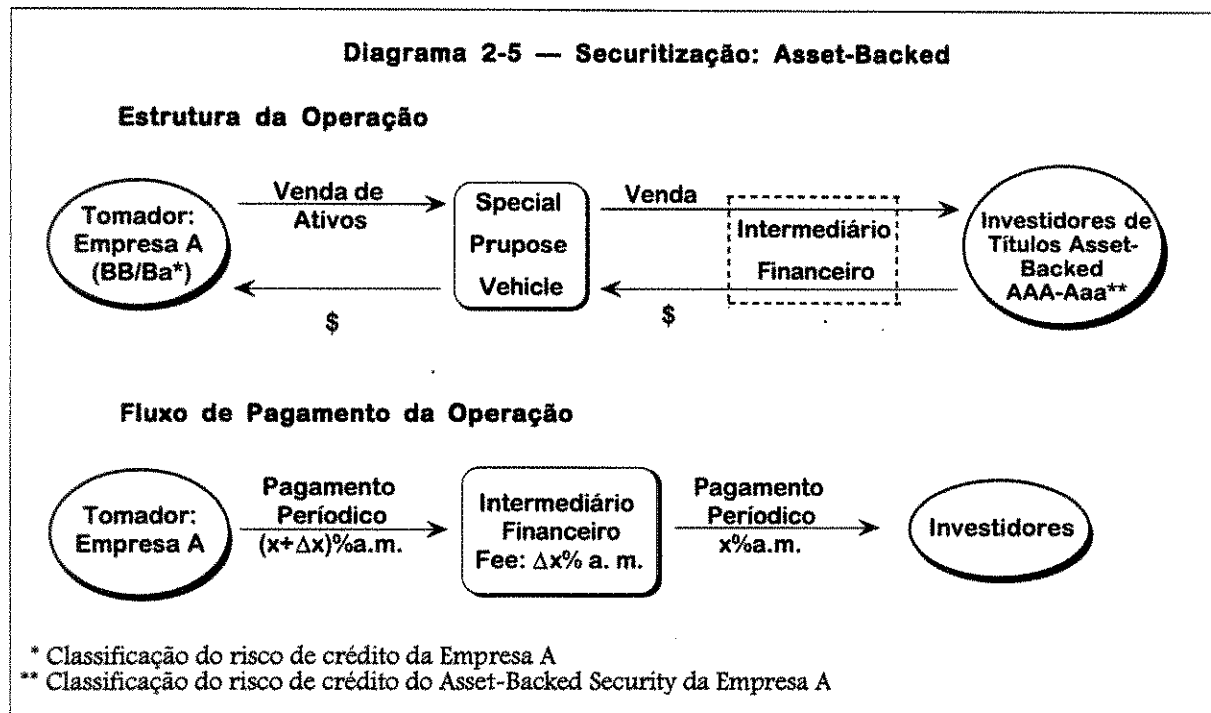 Diagrama 2-5 — Securitização: Asset-Backed
Estrutura da Operação
Tomador:
Empresa A
(BB/Ba*)
Venda de
Ativos
$
Special
Prupose
Vehicle
Venda
$
Intermediário
Financeiro
Investidores de
Títulos Asset-
Backed
AAA-Aaa**
Fluxo de Pagamento da Operação
Tomador:
Empresa A
Pagamento
Periódico
(x+Δx)%a.m.
Intermediário
Financeiro
Fee: Δx% a. m.
Pagamento
Periódico
x%a.m.
Investidores
* Classificação do risco de crédito da Empresa A
** Classificação do risco de crédito do Asset-Backed Security da Empresa A